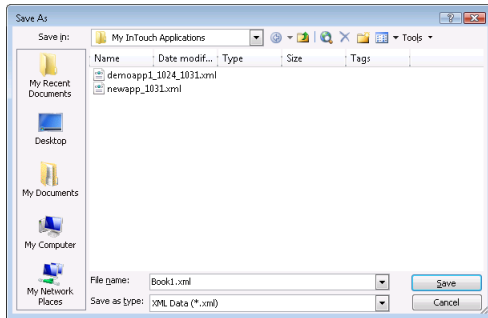 Save As
Save in:
My InTouch Applications
Tools
Name Date modif... Type Size Tags
demoapp1_1024_1031.xml
newapp_1031.xml
My Recent
Documents
Desktop
My Documents
My Computer
My Network
Places
File name: Book1.xml
Save
Save as type: XML Data (*.xml)
Cancel